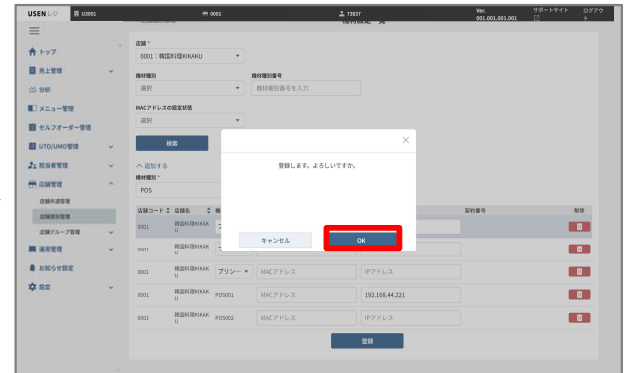 USEN レジ U3001 0001 73837 Ver. 001.001.001.001 サポートサイト ログアウト
トップ
売上管理
分析
メニュー管理
セルフオーダー管理
UTO/UMO管理
担当者管理
店舗管理
店舗共通管理
店舗個別管理
店舗グループ管理
運用管理
お知らせ設定
設定
店舗 *
0001：韓国料理KIKAKU
機材種別 機材種別番号
選択 機材種別番号を入力
MACアドレスの設定状態
選択
検索
追加する
機材種別 *
POS
登録します。よろしいですか。
キャンセル OK
店舗コード 店舗名 契約番号 削除
0001 韓国料理KIKAKU
0001 韓国料理KIKAKU
0001 韓国料理KIKAKU プリン… MACアドレス IPアドレス
0001 韓国料理KIKAKU POS001 MACアドレス 192.168.44.221
0001 韓国料理KIKAKU POS002 MACアドレス IPアドレス
登録